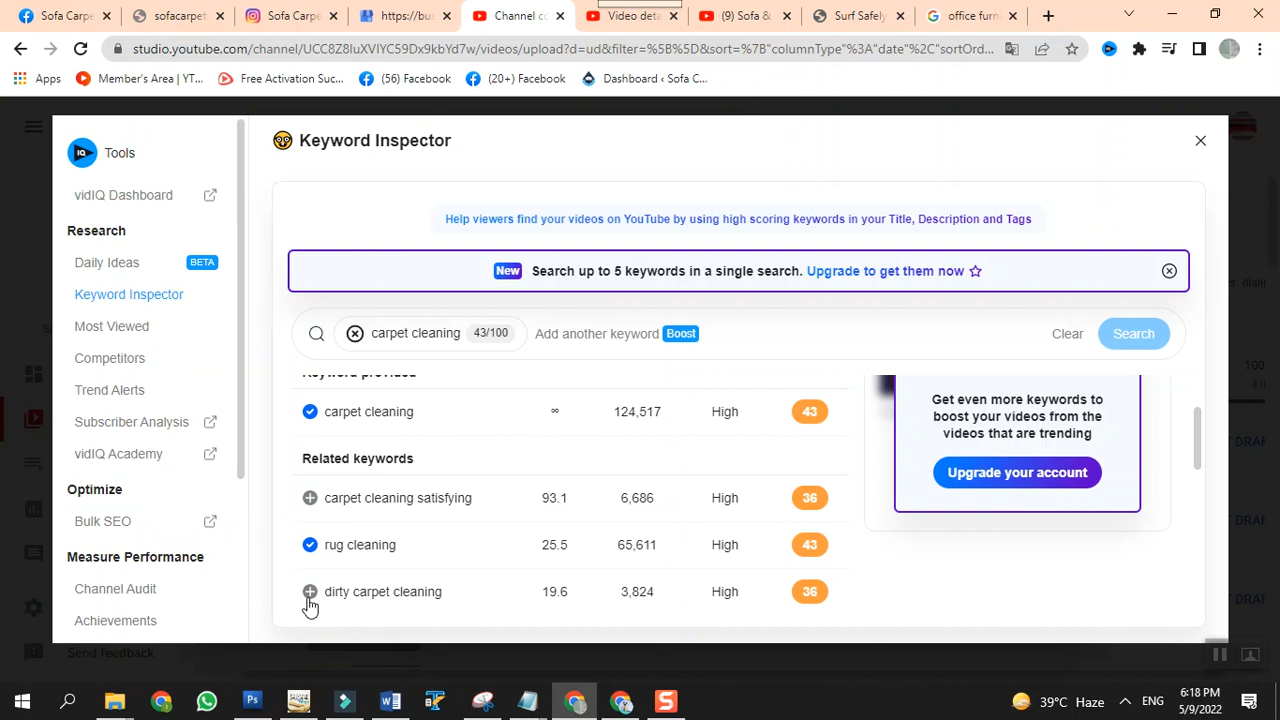 Sofa Carpe
sofacarpet
Sofa Carpe
https://bus
Channel co
Video deta
(9) Sofa &
Surf Safely
office furn
studio.youtube.com/channel/UCC8Z8luXVIYC59Dx9kbYd7w/videos/upload?d=ud&filter=%5B%5D&sort=%7B"columnType"%3A"date"%2C"sortOrd...
Apps
Member's Area | YT...
Free Activation Suc...
(56) Facebook
(20+) Facebook
Dashboard ‹ Sofa C...
Tools
vidIQ Dashboard
Research
Daily Ideas BETA
Keyword Inspector
Most Viewed
Competitors
Trend Alerts
Subscriber Analysis
vidIQ Academy
Optimize
Bulk SEO
Measure Performance
Channel Audit
Achievements
Send feedback
Keyword Inspector
Help viewers find your videos on YouTube by using high scoring keywords in your Title, Description and Tags
New Search up to 5 keywords in a single search. Upgrade to get them now
carpet cleaning 43/100 Add another keyword Boost Clear Search
Keyword provided
carpet cleaning ∞ 124,517 High 43
Related keywords
carpet cleaning satisfying 93.1 6,686 High 36
rug cleaning 25.5 65,611 High 43
dirty carpet cleaning 19.6 3,824 High 36
Get even more keywords to
boost your videos from the
videos that are trending
Upgrade your account
39°C Haze
ENG
6:18 PM
5/9/2022